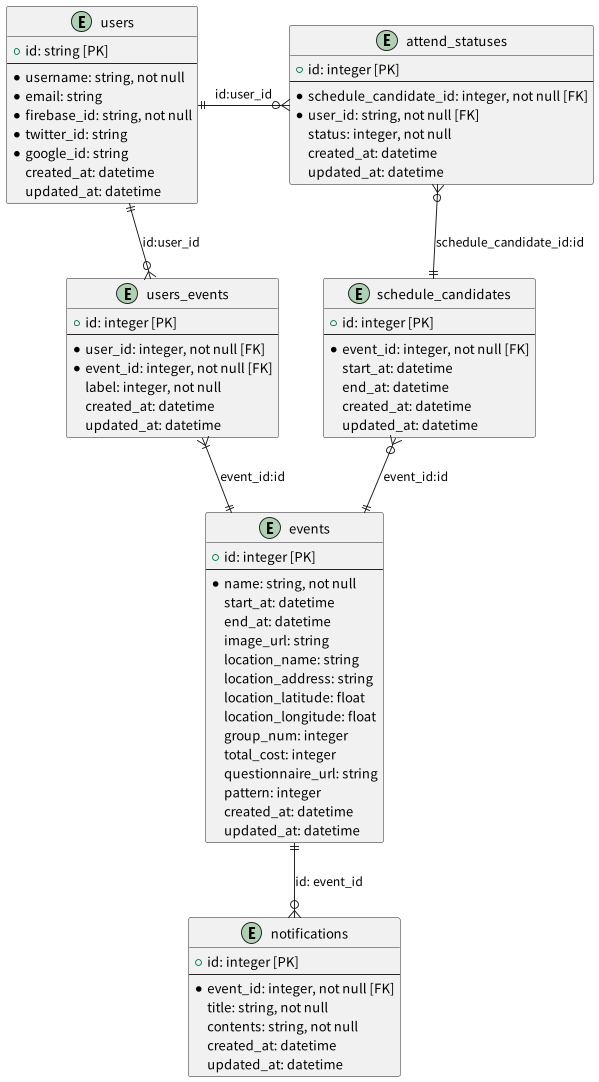 E users
id: string [PK]
username: string, not null
email: string
firebase_id: string, not null
twitter_id: string
google_id: string
created_at: datetime
updated_at: datetime
id:user_id
E attend_statuses
id: integer [PK]
schedule_candidate_id: integer, not null [FK]
user_id: string, not null [FK]
status: integer, not null
created_at: datetime
updated_at: datetime
id:user_id
schedule_candidate_id:id
E users_events
id: integer [PK]
user_id: integer, not null [FK]
event_id: integer, not null [FK]
label: integer, not null
created_at: datetime
updated_at: datetime
E schedule_candidates
id: integer [PK]
event_id: integer, not null [FK]
start_at: datetime
end_at: datetime
created_at: datetime
updated_at: datetime
event_id:id
event_id:id
E events
id: integer [PK]
name: string, not null
start_at: datetime
end_at: datetime
image_url: string
location_name: string
location_address: string
location_latitude: float
location_longitude: float
group_num: integer
total_cost: integer
questionnaire_url: string
pattern: integer
created_at: datetime
updated_at: datetime
id: event_id
E notifications
id: integer [PK]
event_id: integer, not null [FK]
title: string, not null
contents: string, not null
created_at: datetime
updated_at: datetime